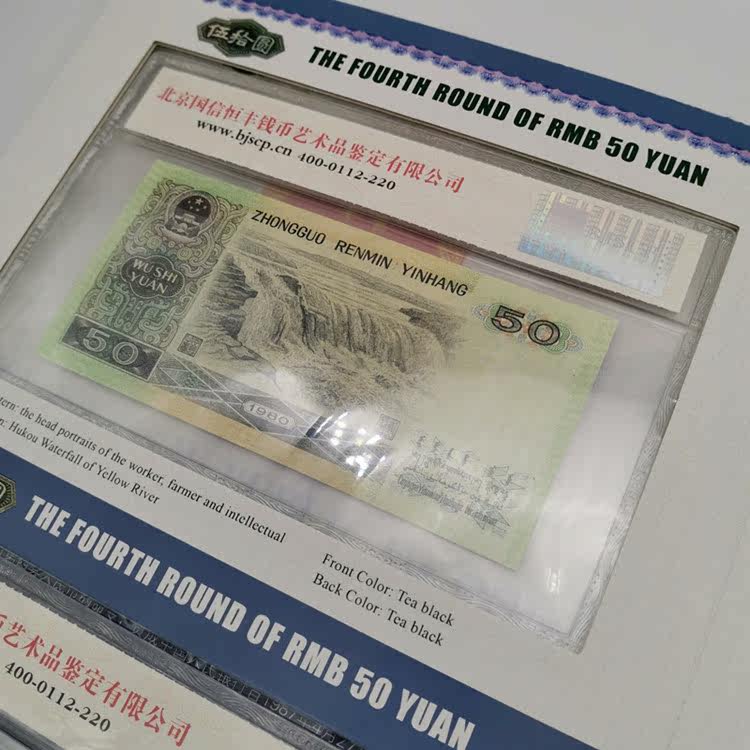 伍拾圆
THE FOURTH ROUND OF RMB 50 YUAN
北京国信恒丰钱币艺术品鉴定有限公司
www.bjscp.cn 400-0112-220
ZHONGGUO RENMIN YINHANG
WU SHI
YUAN
50
50
1980
tern: the head portraits of the worker, farmer and intellectual
n: Hukou Waterfall of Yellow River
Front Color: Tea black
Back Color: Tea black
THE FOURTH ROUND OF RMB 50 YUAN
艺术品鉴定有限公司
400-0112-220